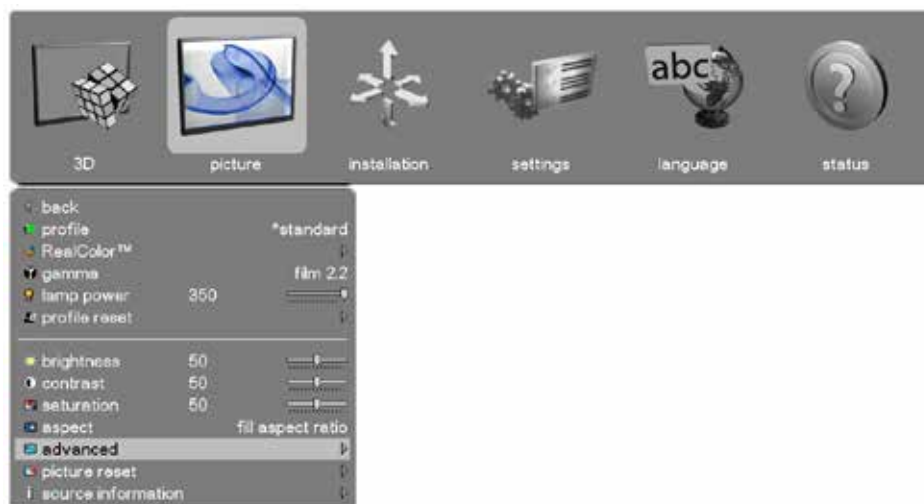 abc
3D picture installation settings language status
back
profile *standard
RealColor™
gamma film 2.2
lamp power 350
profile reset
brightness 50
contrast 50
saturation 50
aspect fill aspect ratio
advanced
picture reset
i source information